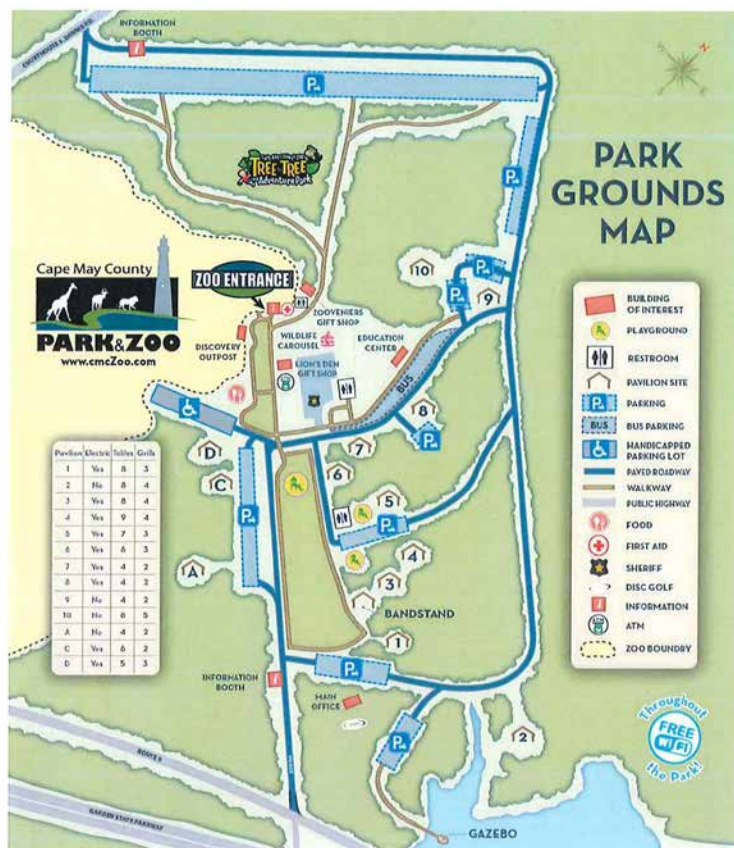 INFORMATION
BOOTH
i
P
PARK
GROUNDS
MAP
TREE TO TREE
Adventure Park
P
Cape May County
PARK & ZOO
www.cmcZoo.com
ZOO ENTRANCE
i
10
P
P
9
ZOOVENIERS
GIFT SHOP
WILDLIFE
CAROUSEL
EDUCATION
CENTER
DISCOVERY
OUTPOST
LION'S DEN
GIFT SHOP
ATM
BUS
8
P
D
C
7
6
5
P
P
4
A
3
BANDSTAND
1
INFORMATION
BOOTH
i
P
MAIN
OFFICE
P
2
GAZEBO
ROUTE 9
GARDEN STATE PARKWAY
Pavilion Electric Tables Grills
1 Yes 8 3
2 No 8 4
3 Yes 8 4
4 Yes 9 4
5 Yes 7 3
6 Yes 6 3
7 Yes 4 2
8 Yes 4 2
9 No 4 2
10 No 5
A No 4 2
C Yes 6 2
D Yes 5 3
BUILDING
OF INTEREST
PLAYGROUND
RESTROOM
PAVILION SITE
P PARKING
BUS BUS PARKING
HANDICAPPED
PARKING LOT
PAVED ROADWAY
WALKWAY
PUBLIC HIGHWAY
FOOD
FIRST AID
SHERIFF
DISC GOLF
i INFORMATION
ATM ATM
ZOO BOUNDRY
Throughout
FREE
WiFi
the Park!